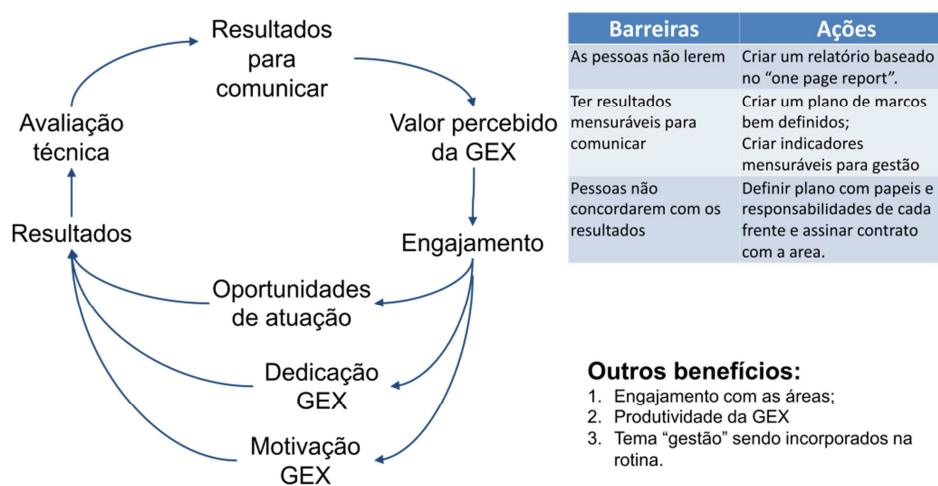 Resultados
para
comunicar
Avaliação
técnica
Valor percebido
da GEX
Resultados
Engajamento
Oportunidades
de atuação
Dedicação
GEX
Motivação
GEX
Barreiras
Ações
As pessoas não lerem
Criar um relatório baseado
no “one page report”.
Ter resultados
mensuráveis para
comunicar
Criar um plano de marcos
bem definidos;
Criar indicadores
mensuráveis para gestão
Pessoas não
concordarem com os
resultados
Definir plano com papeis e
responsabilidades de cada
frente e assinar contrato
com a area.
Outros benefícios:
1. Engajamento com as áreas;
2. Produtividade da GEX
3. Tema “gestão” sendo incorporados na
rotina.